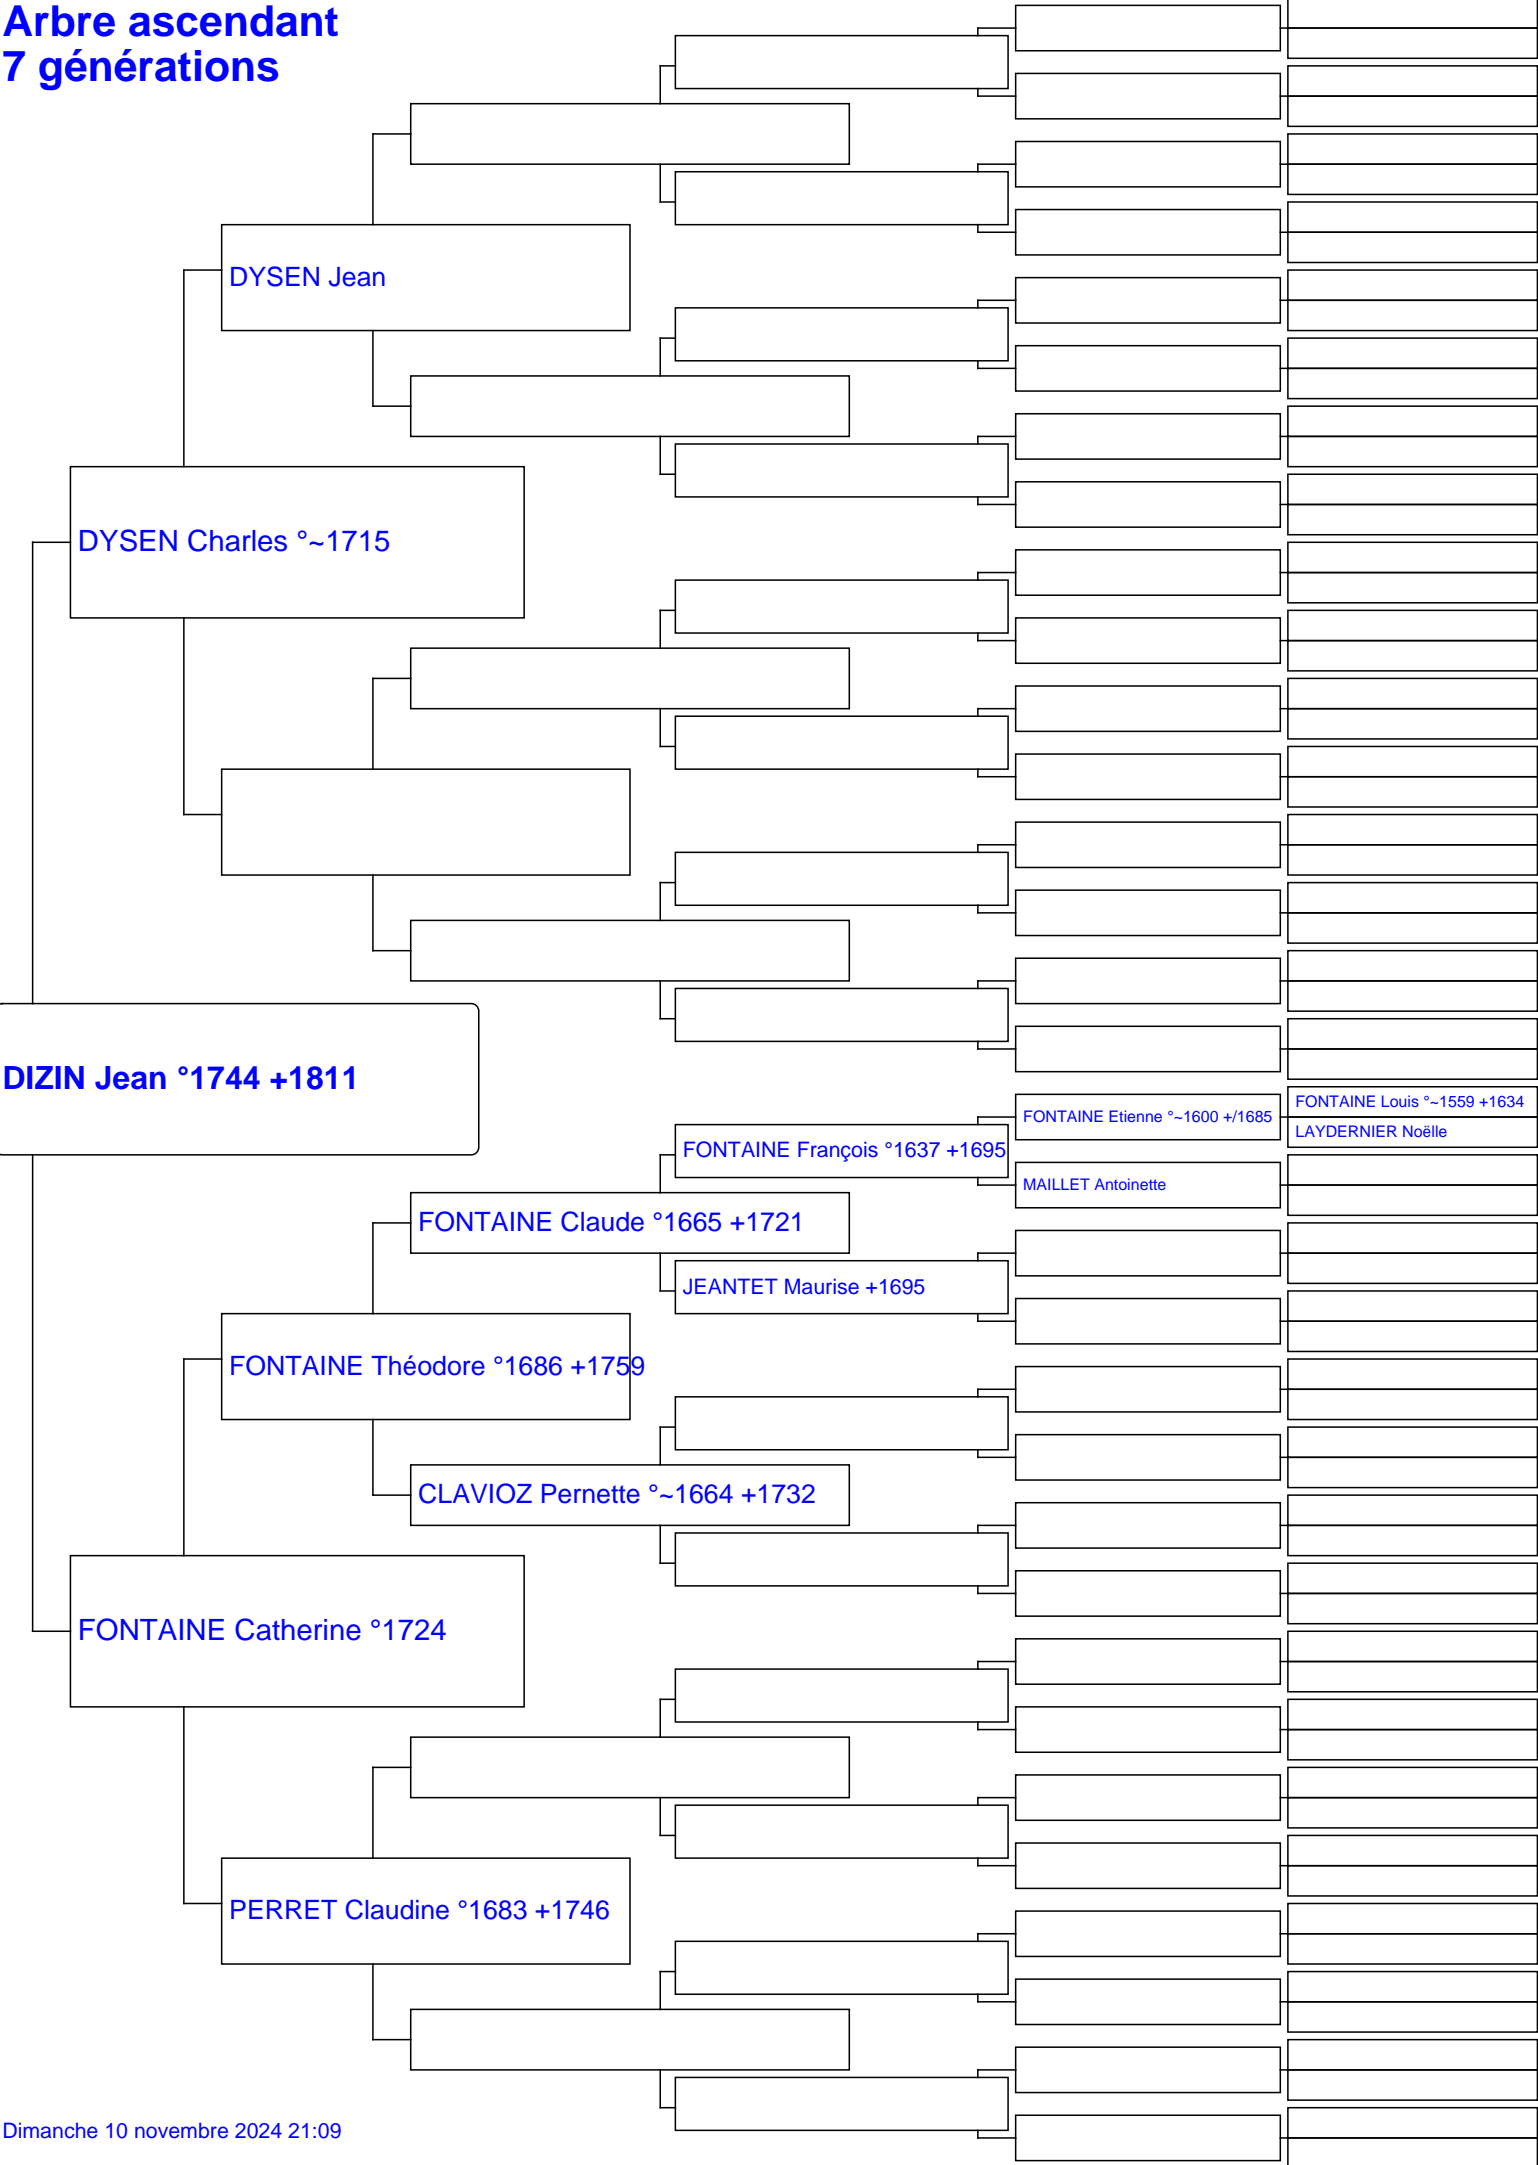 Arbre ascendant
7 générations
DYSEN Jean
DYSEN Charles °~1715
DIZIN Jean °1744 +1811
FONTAINE Louis °~1559 +1634
FONTAINE Etienne °~1600 +/1685
LAYDERNIER Noëlle
FONTAINE François °1637 +1695
MAILLET Antoinette
FONTAINE Claude °1665 +1721
JEANTET Maurise +1695
FONTAINE Théodore °1686 +1759
CLAVIOZ Pernette °~1664 +1732
FONTAINE Catherine °1724
PERRET Claudine °1683 +1746
Dimanche 10 novembre 2024 21:09